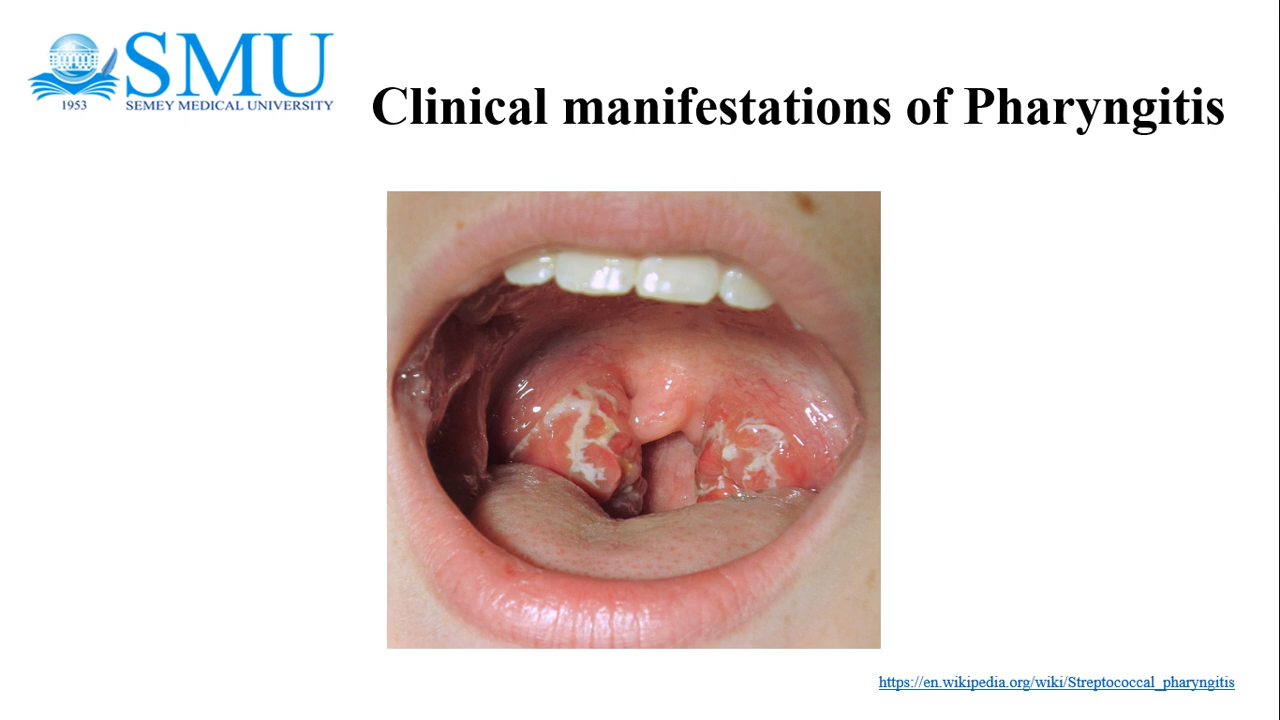 SMU
1953
SEMEY MEDICAL UNIVERSITY
Clinical manifestations of Pharyngitis
https://en.wikipedia.org/wiki/Streptococcal_pharyngitis